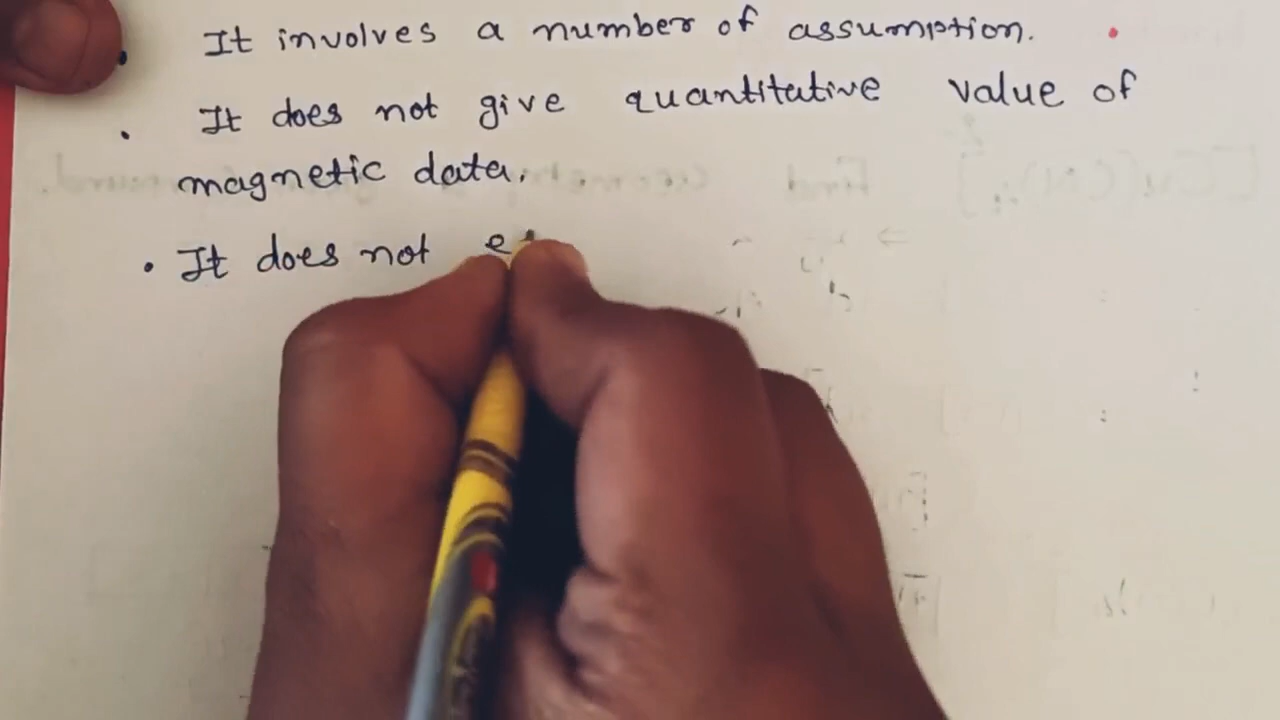 It involves a number of assumption.
It does not give quantitative value of
magnetic data.
It does not